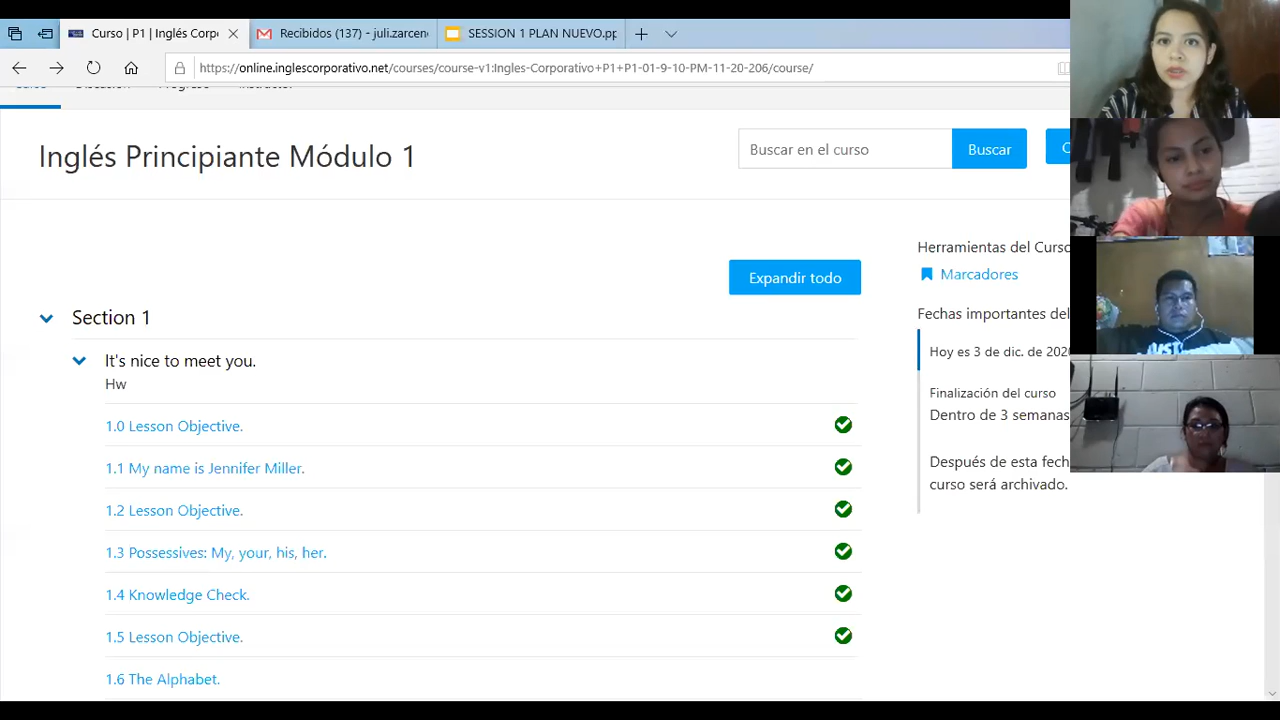 Curso | P1 | Inglés Corpo
Recibidos (137) - juli.zarcen
SESSION 1 PLAN NUEVO.pp
https://online.inglescorporativo.net/courses/course-v1:Ingles-Corporativo+P1+P1-01-9-10-PM-11-20-206/course/
Inglés Principiante Módulo 1
Buscar en el curso
Buscar
Herramientas del Curso
Marcadores
Expandir todo
Fechas importantes del
Section 1
Hoy es 3 de dic. de 2020
It's nice to meet you.
Hw
Finalización del curso
Dentro de 3 semanas
1.0 Lesson Objective.
1.1 My name is Jennifer Miller.
Después de esta fech
curso será archivado.
1.2 Lesson Objective.
1.3 Possessives: My, your, his, her.
1.4 Knowledge Check.
1.5 Lesson Objective.
1.6 The Alphabet.